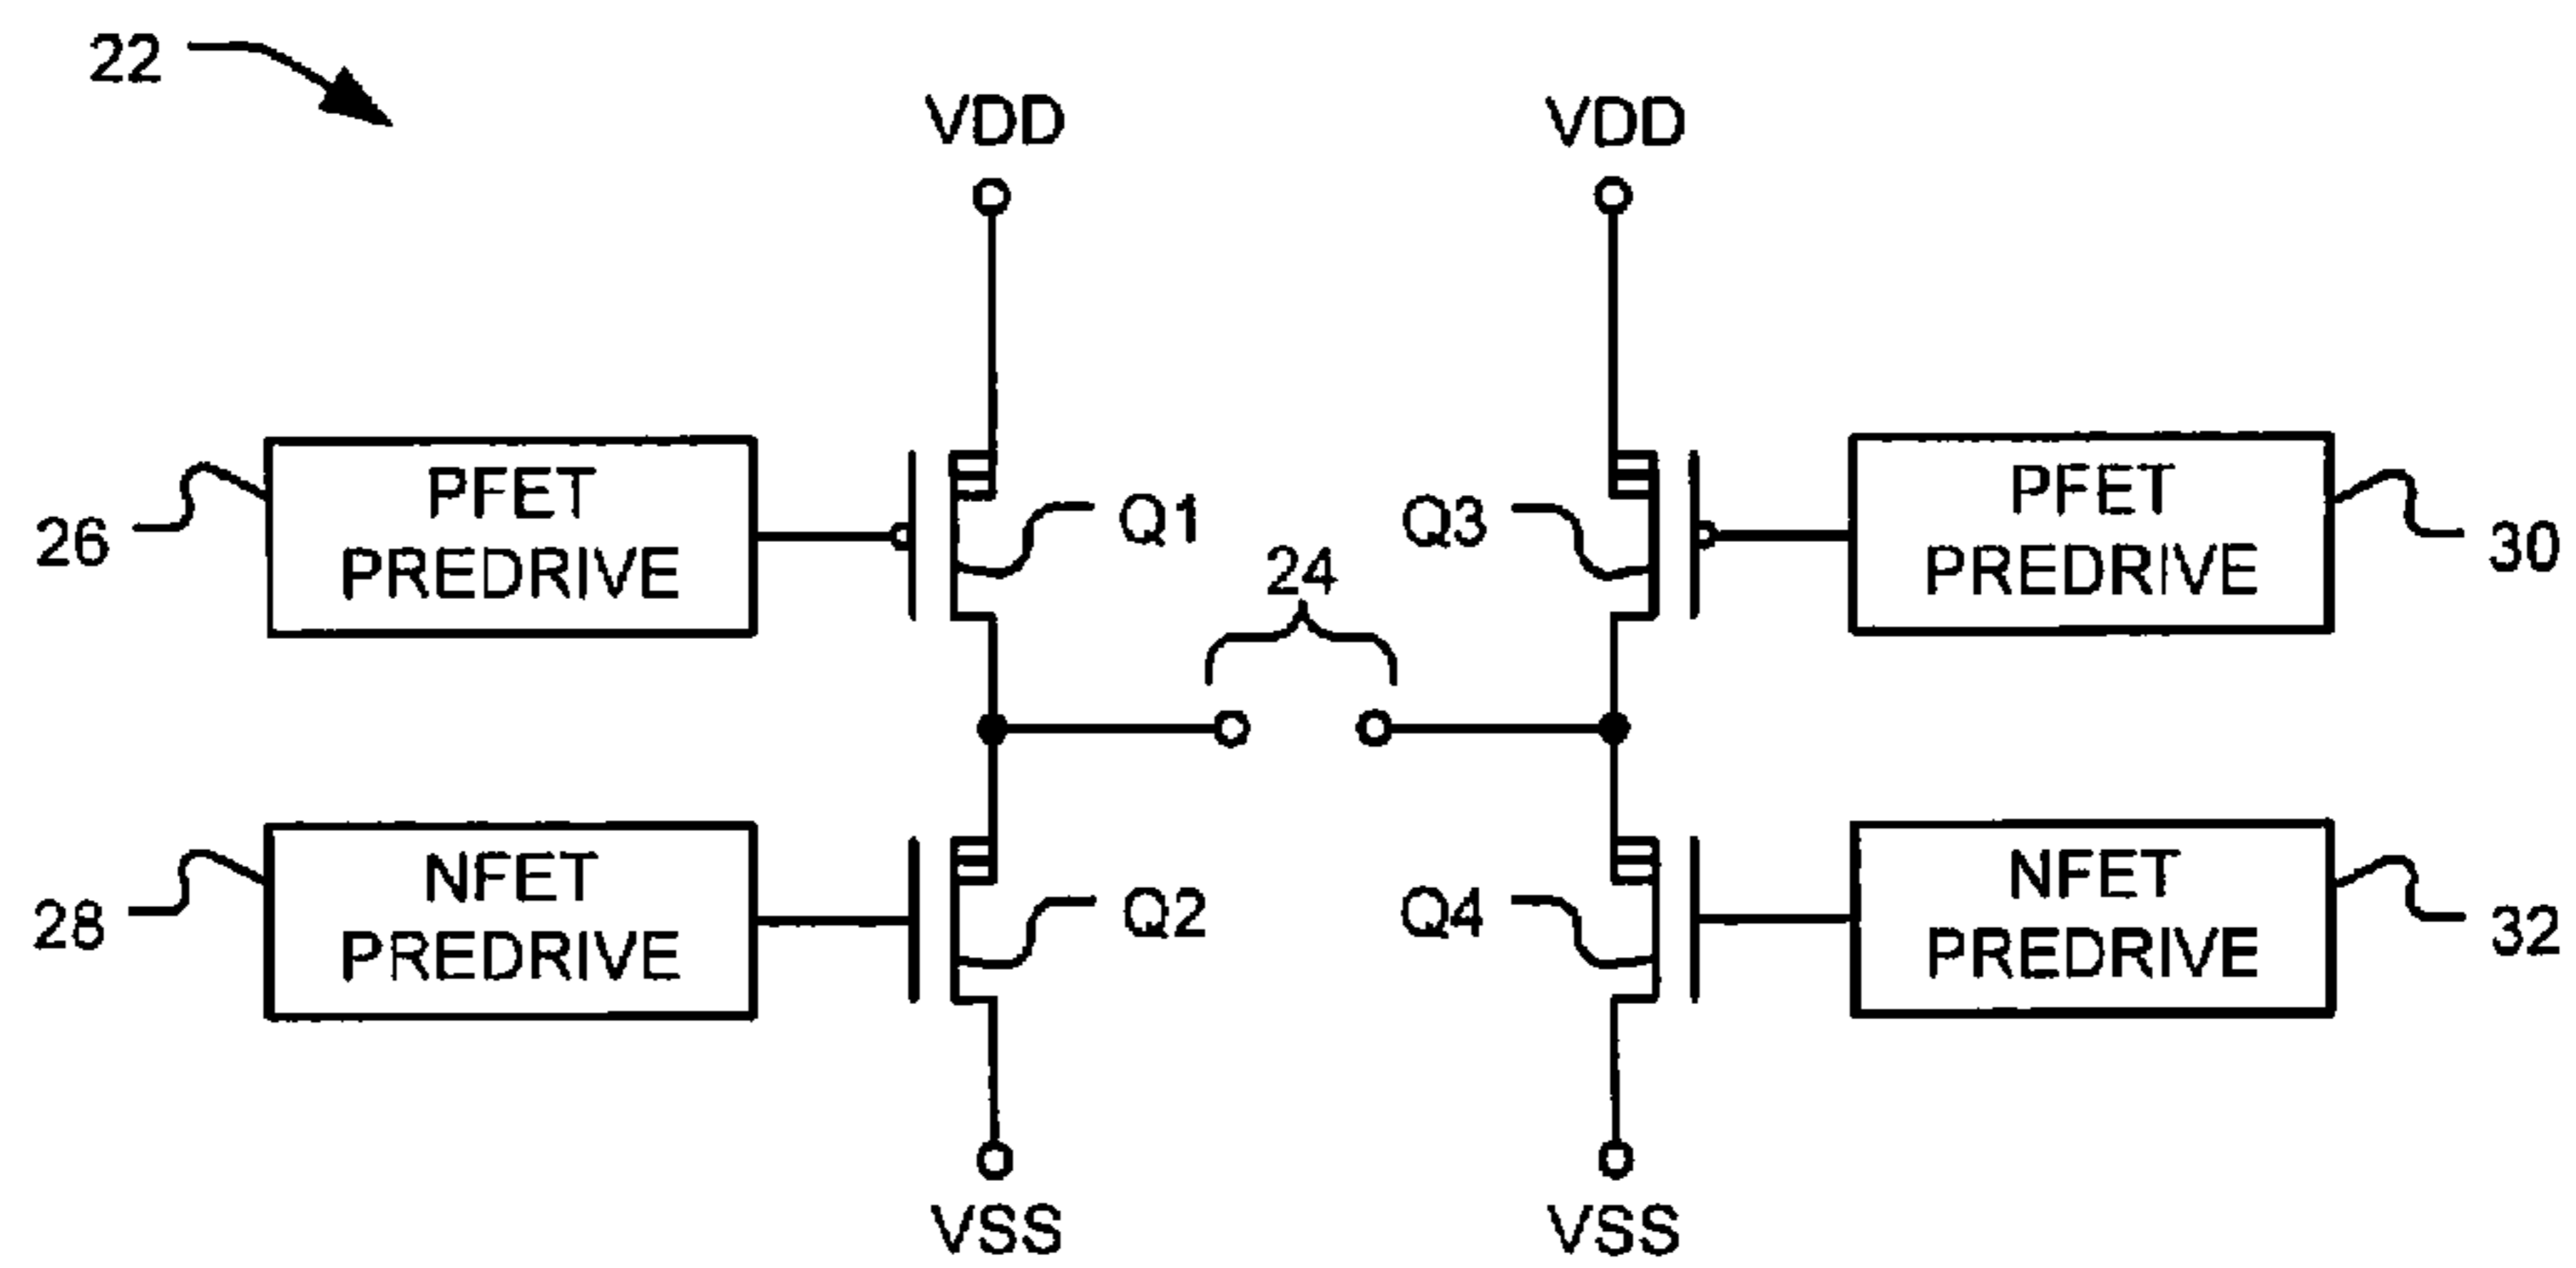 22
VDD
VDD
PFET
PREDRIVE
26
Q1
24
Q3
PFET
PREDRIVE
30
NFET
PREDRIVE
28
Q2
Q4
NFET
PREDRIVE
32
VSS
VSS